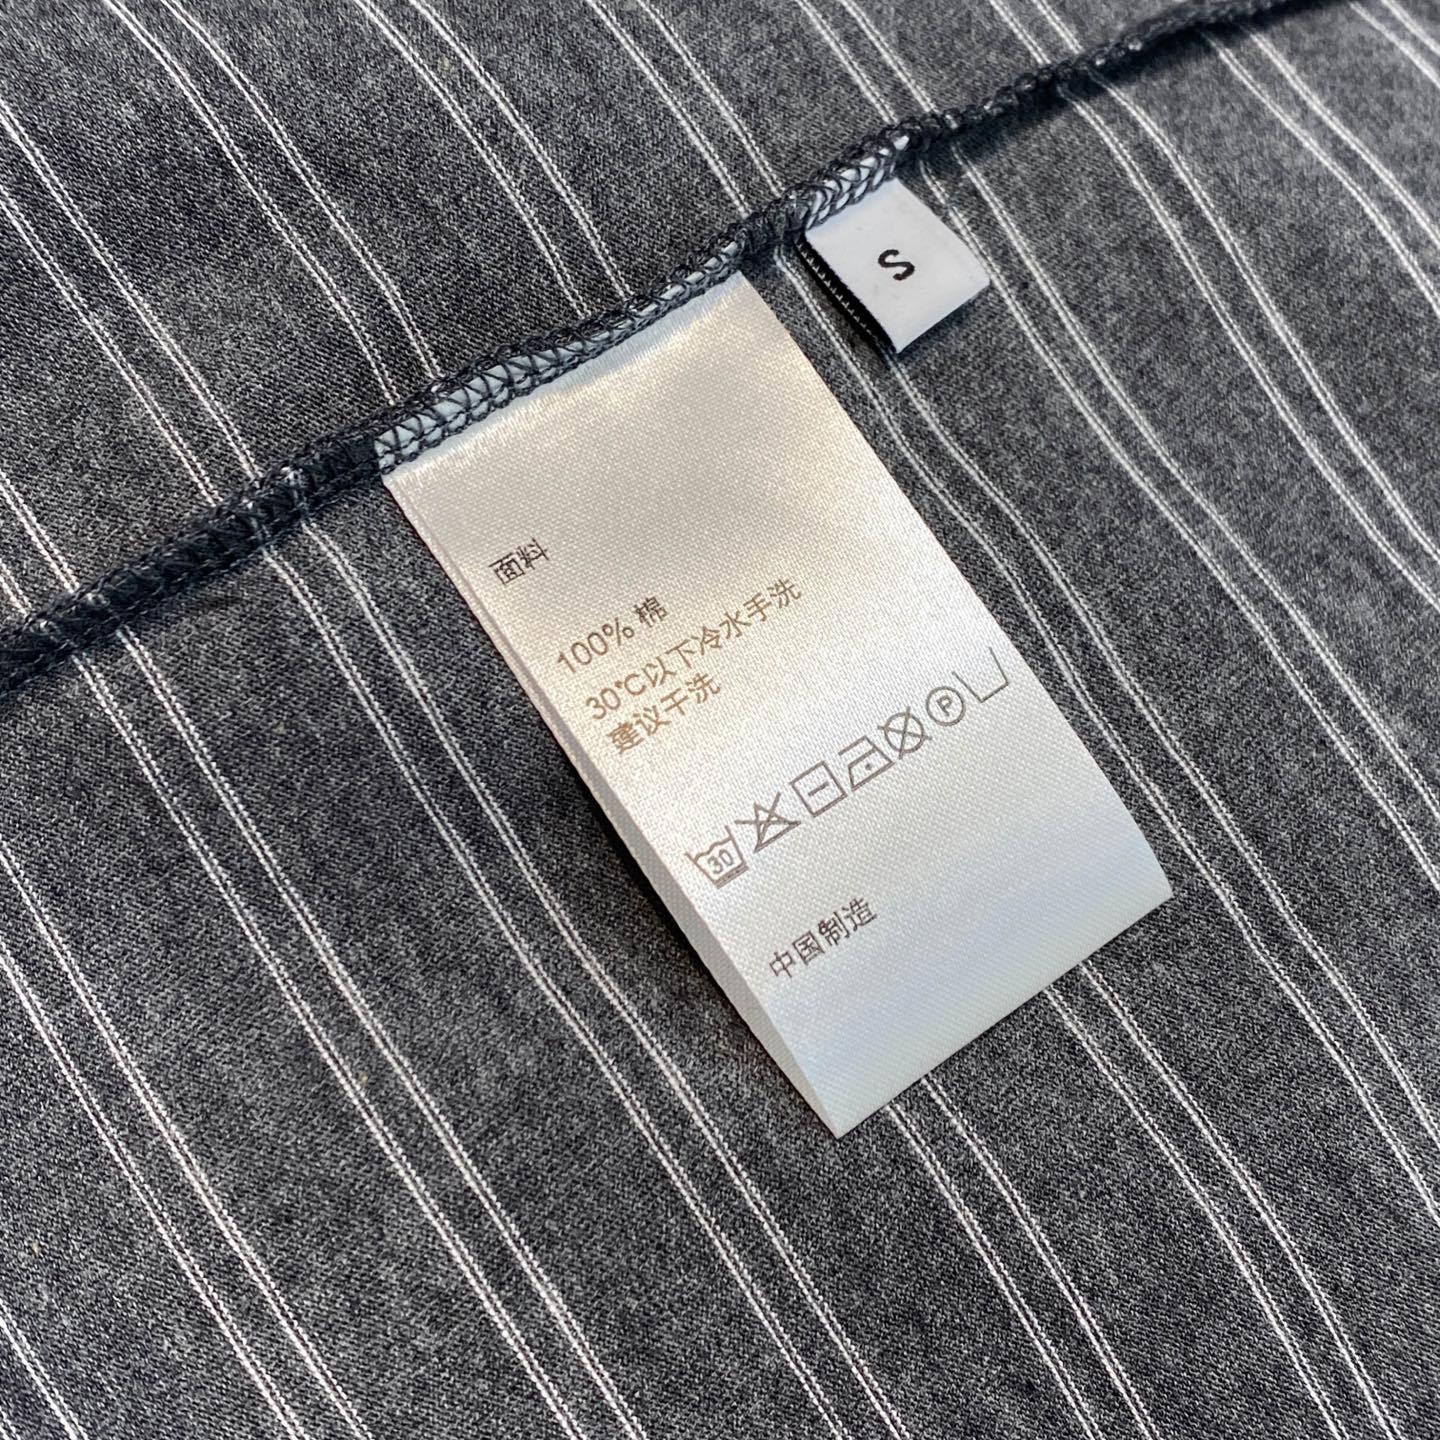 S
面料
100% 棉
30℃以下冷水手洗
建议干洗
30 P
中国制造